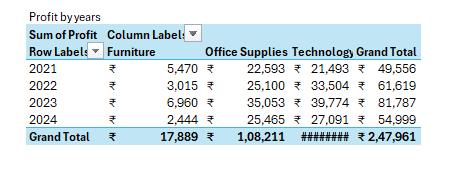 Profit by years
Sum of Profit Column Labels
Row Labels Furniture Office Supplies Technology Grand Total
2021 ₹ 5,470 ₹ 22,593 ₹ 21,493 ₹ 49,556
2022 ₹ 3,015 ₹ 25,100 ₹ 33,504 ₹ 61,619
2023 ₹ 6,960 ₹ 35,053 ₹ 39,774 ₹ 81,787
2024 ₹ 2,444 ₹ 25,465 ₹ 27,091 ₹ 54,999
Grand Total ₹ 17,889 ₹ 1,08,211 ######## ₹ 2,47,961